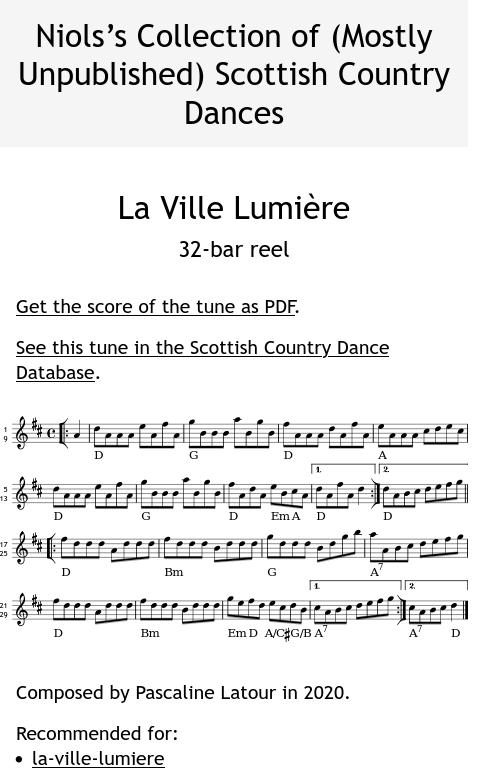 Niols’s Collection of (Mostly
Unpublished) Scottish Country
Dances
La Ville Lumière
32-bar reel
Get the score of the tune as PDF.
See this tune in the Scottish Country Dance
Database.
1
9
D G D A
5
13
1. 2.
D G D Em A D D
17
25
D Bm G A7
21
29
1. 2.
D Bm Em D A/C♯ G/B A7 A7 D
Composed by Pascaline Latour in 2020.
Recommended for:
• la-ville-lumiere